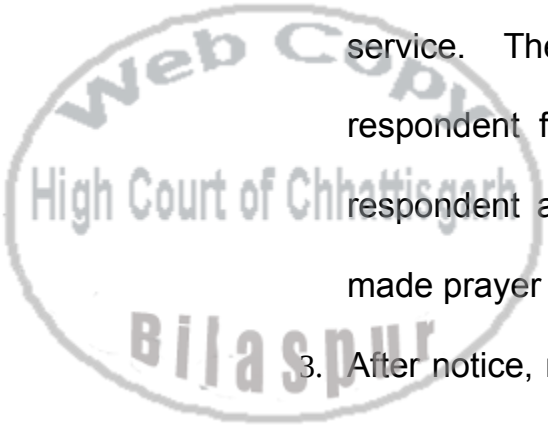 Web Copy
High Court of Chhattisgarh
Bilaspur
service. The
respondent f
respondent a
made prayer
3. After notice, r